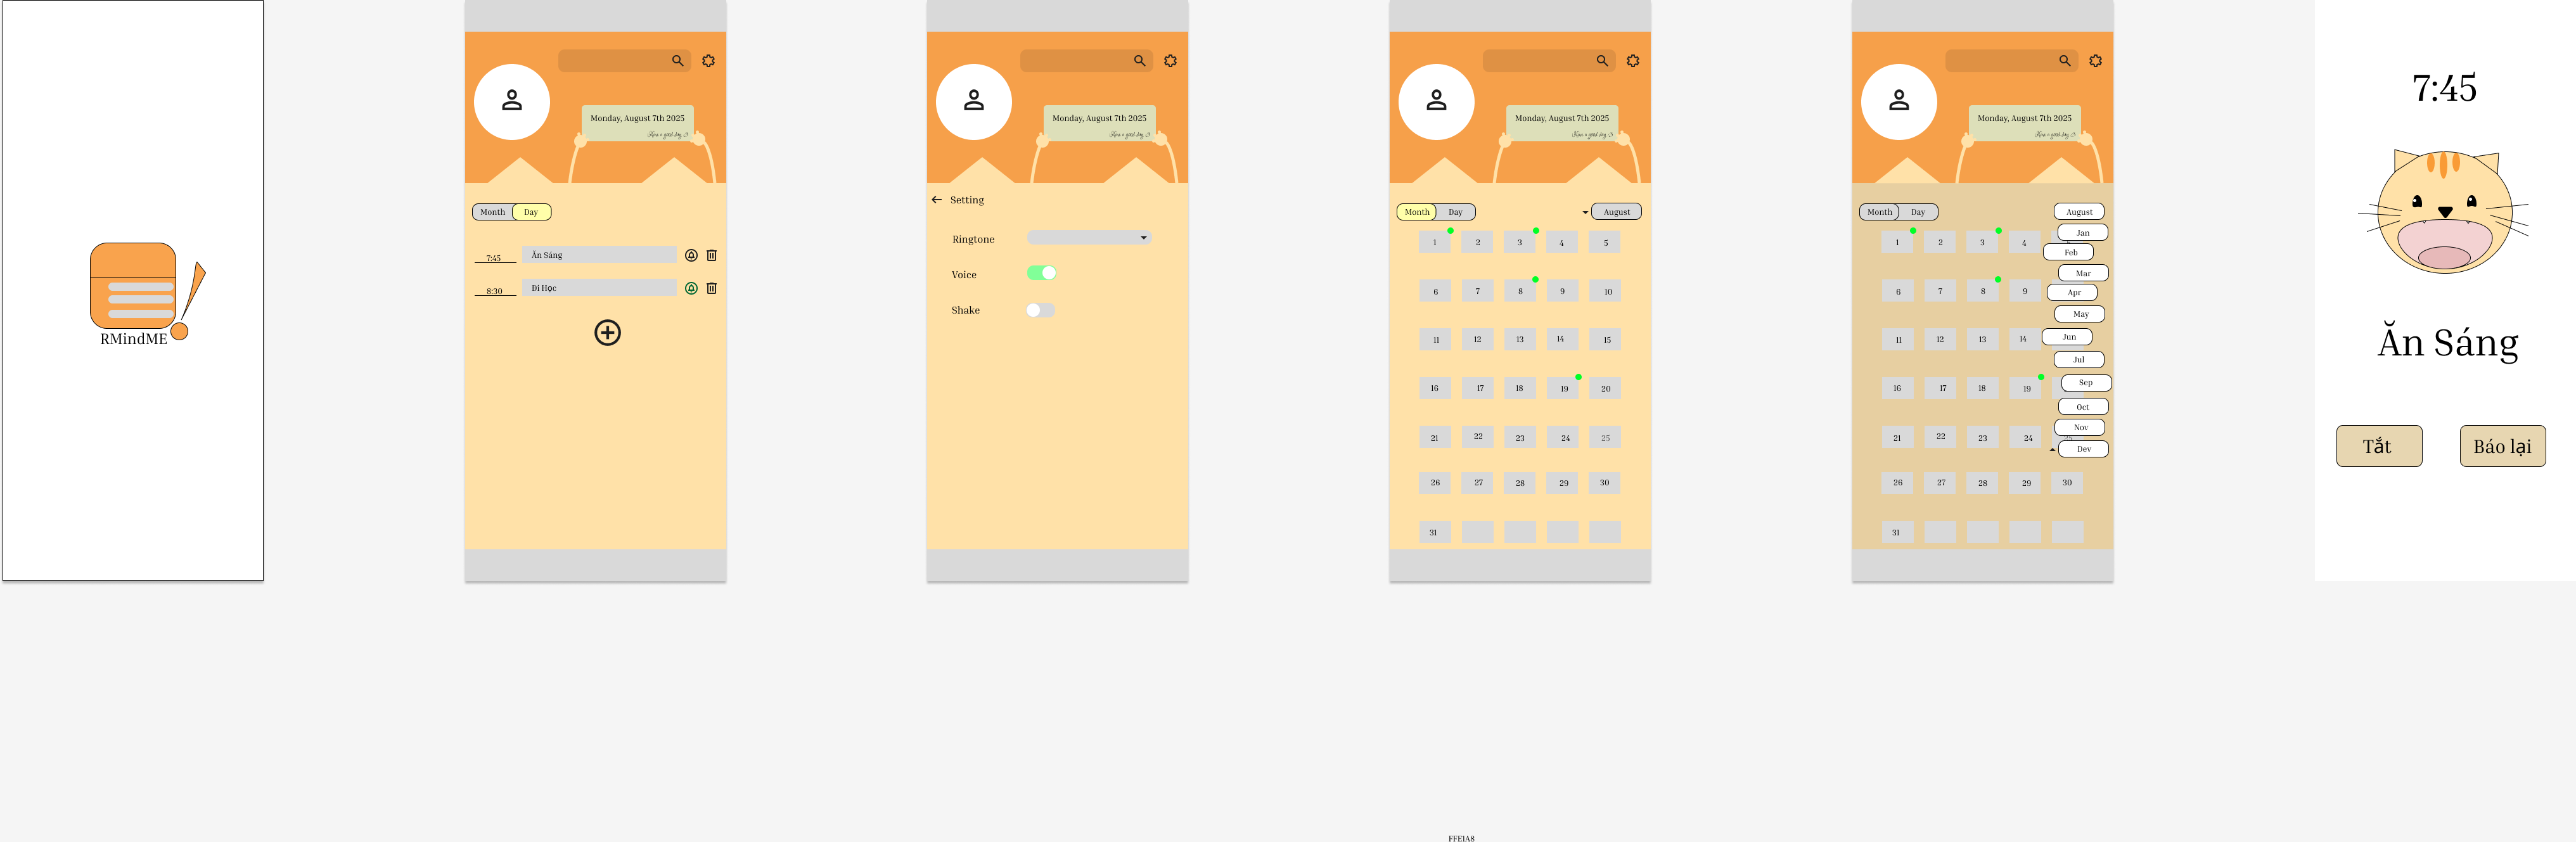 RMindME
Monday, August 7th 2025
Have a good day :3
Month Day
7:45 Ăn Sáng
8:30 Đi Học
Monday, August 7th 2025
Have a good day :3
Setting
Ringtone
Voice
Shake
Monday, August 7th 2025
Have a good day :3
Month Day August
1 2 3 4 5
6 7 8 9 10
11 12 13 14 15
16 17 18 19 20
21 22 23 24 25
26 27 28 29 30
31
Monday, August 7th 2025
Have a good day :3
Month Day August
Jan
1 2 3 4
Feb
Mar
6 7 8 9 Apr
May
11 12 13 14 Jun
Jul
16 17 18 19 Sep
Oct
Nov
21 22 23 24 25
Dev
26 27 28 29 30
31
7:45
Ăn Sáng
Tắt Báo lại
FFE1A8